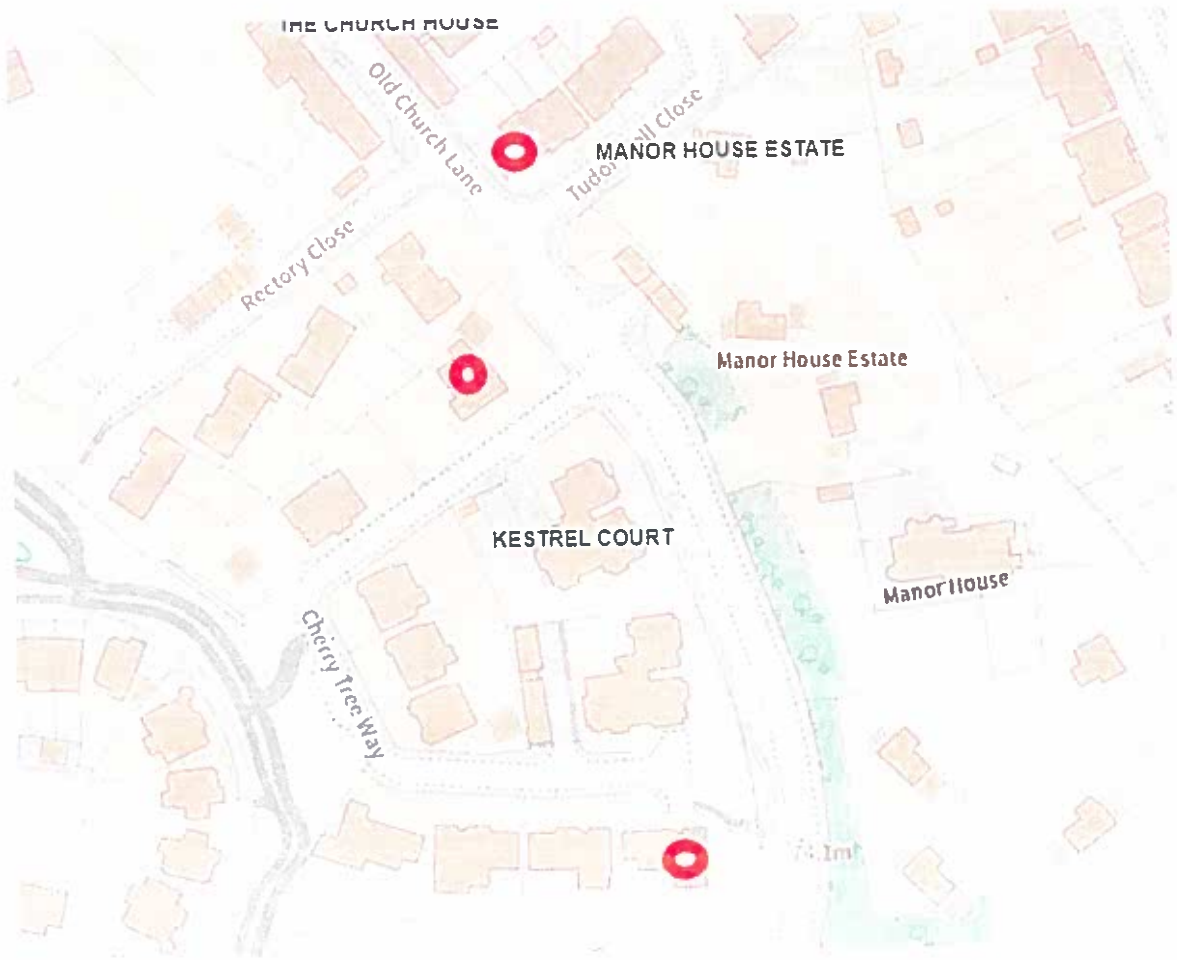 THE CHURCH HOUSE
Old Church Lane
MANOR HOUSE ESTATE
Close
Rectory Close
Manor House Estate
KESTREL COURT
Manor House
Cherry Tree Way